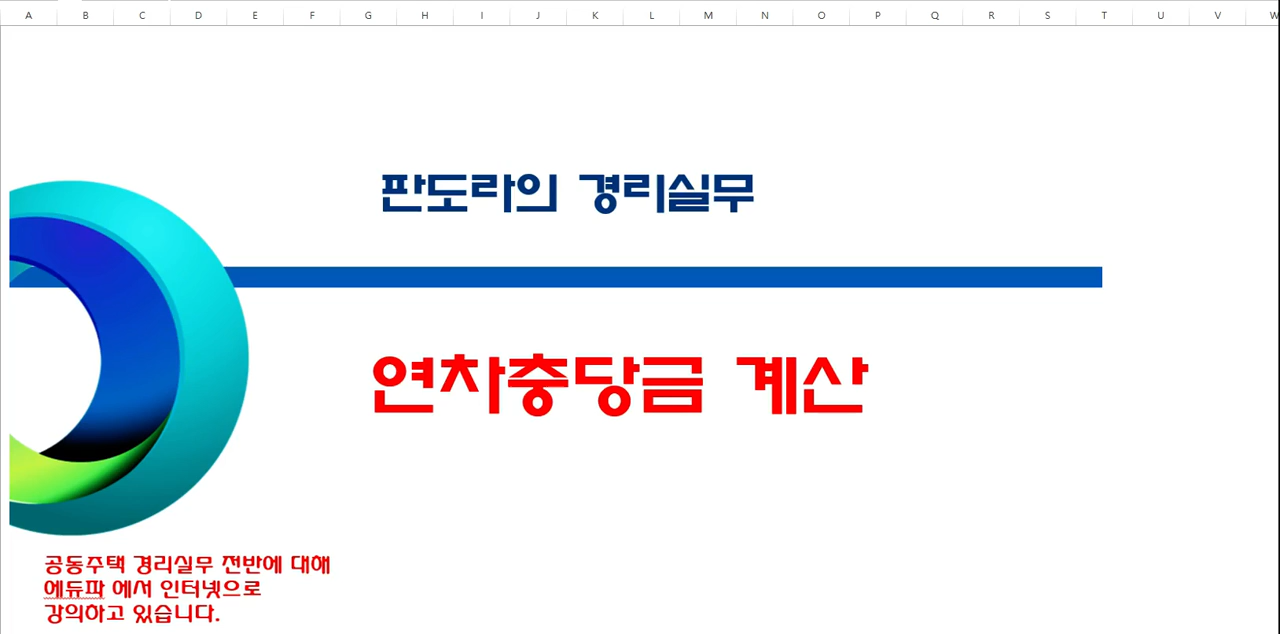 A B C D E F G H I J K L M N O P Q R S T U V W
판도라의 경리실무
연차충당금 계산
공동주택 경리실무 전반에 대해
에듀파 에서 인터넷으로
강의하고 있습니다.